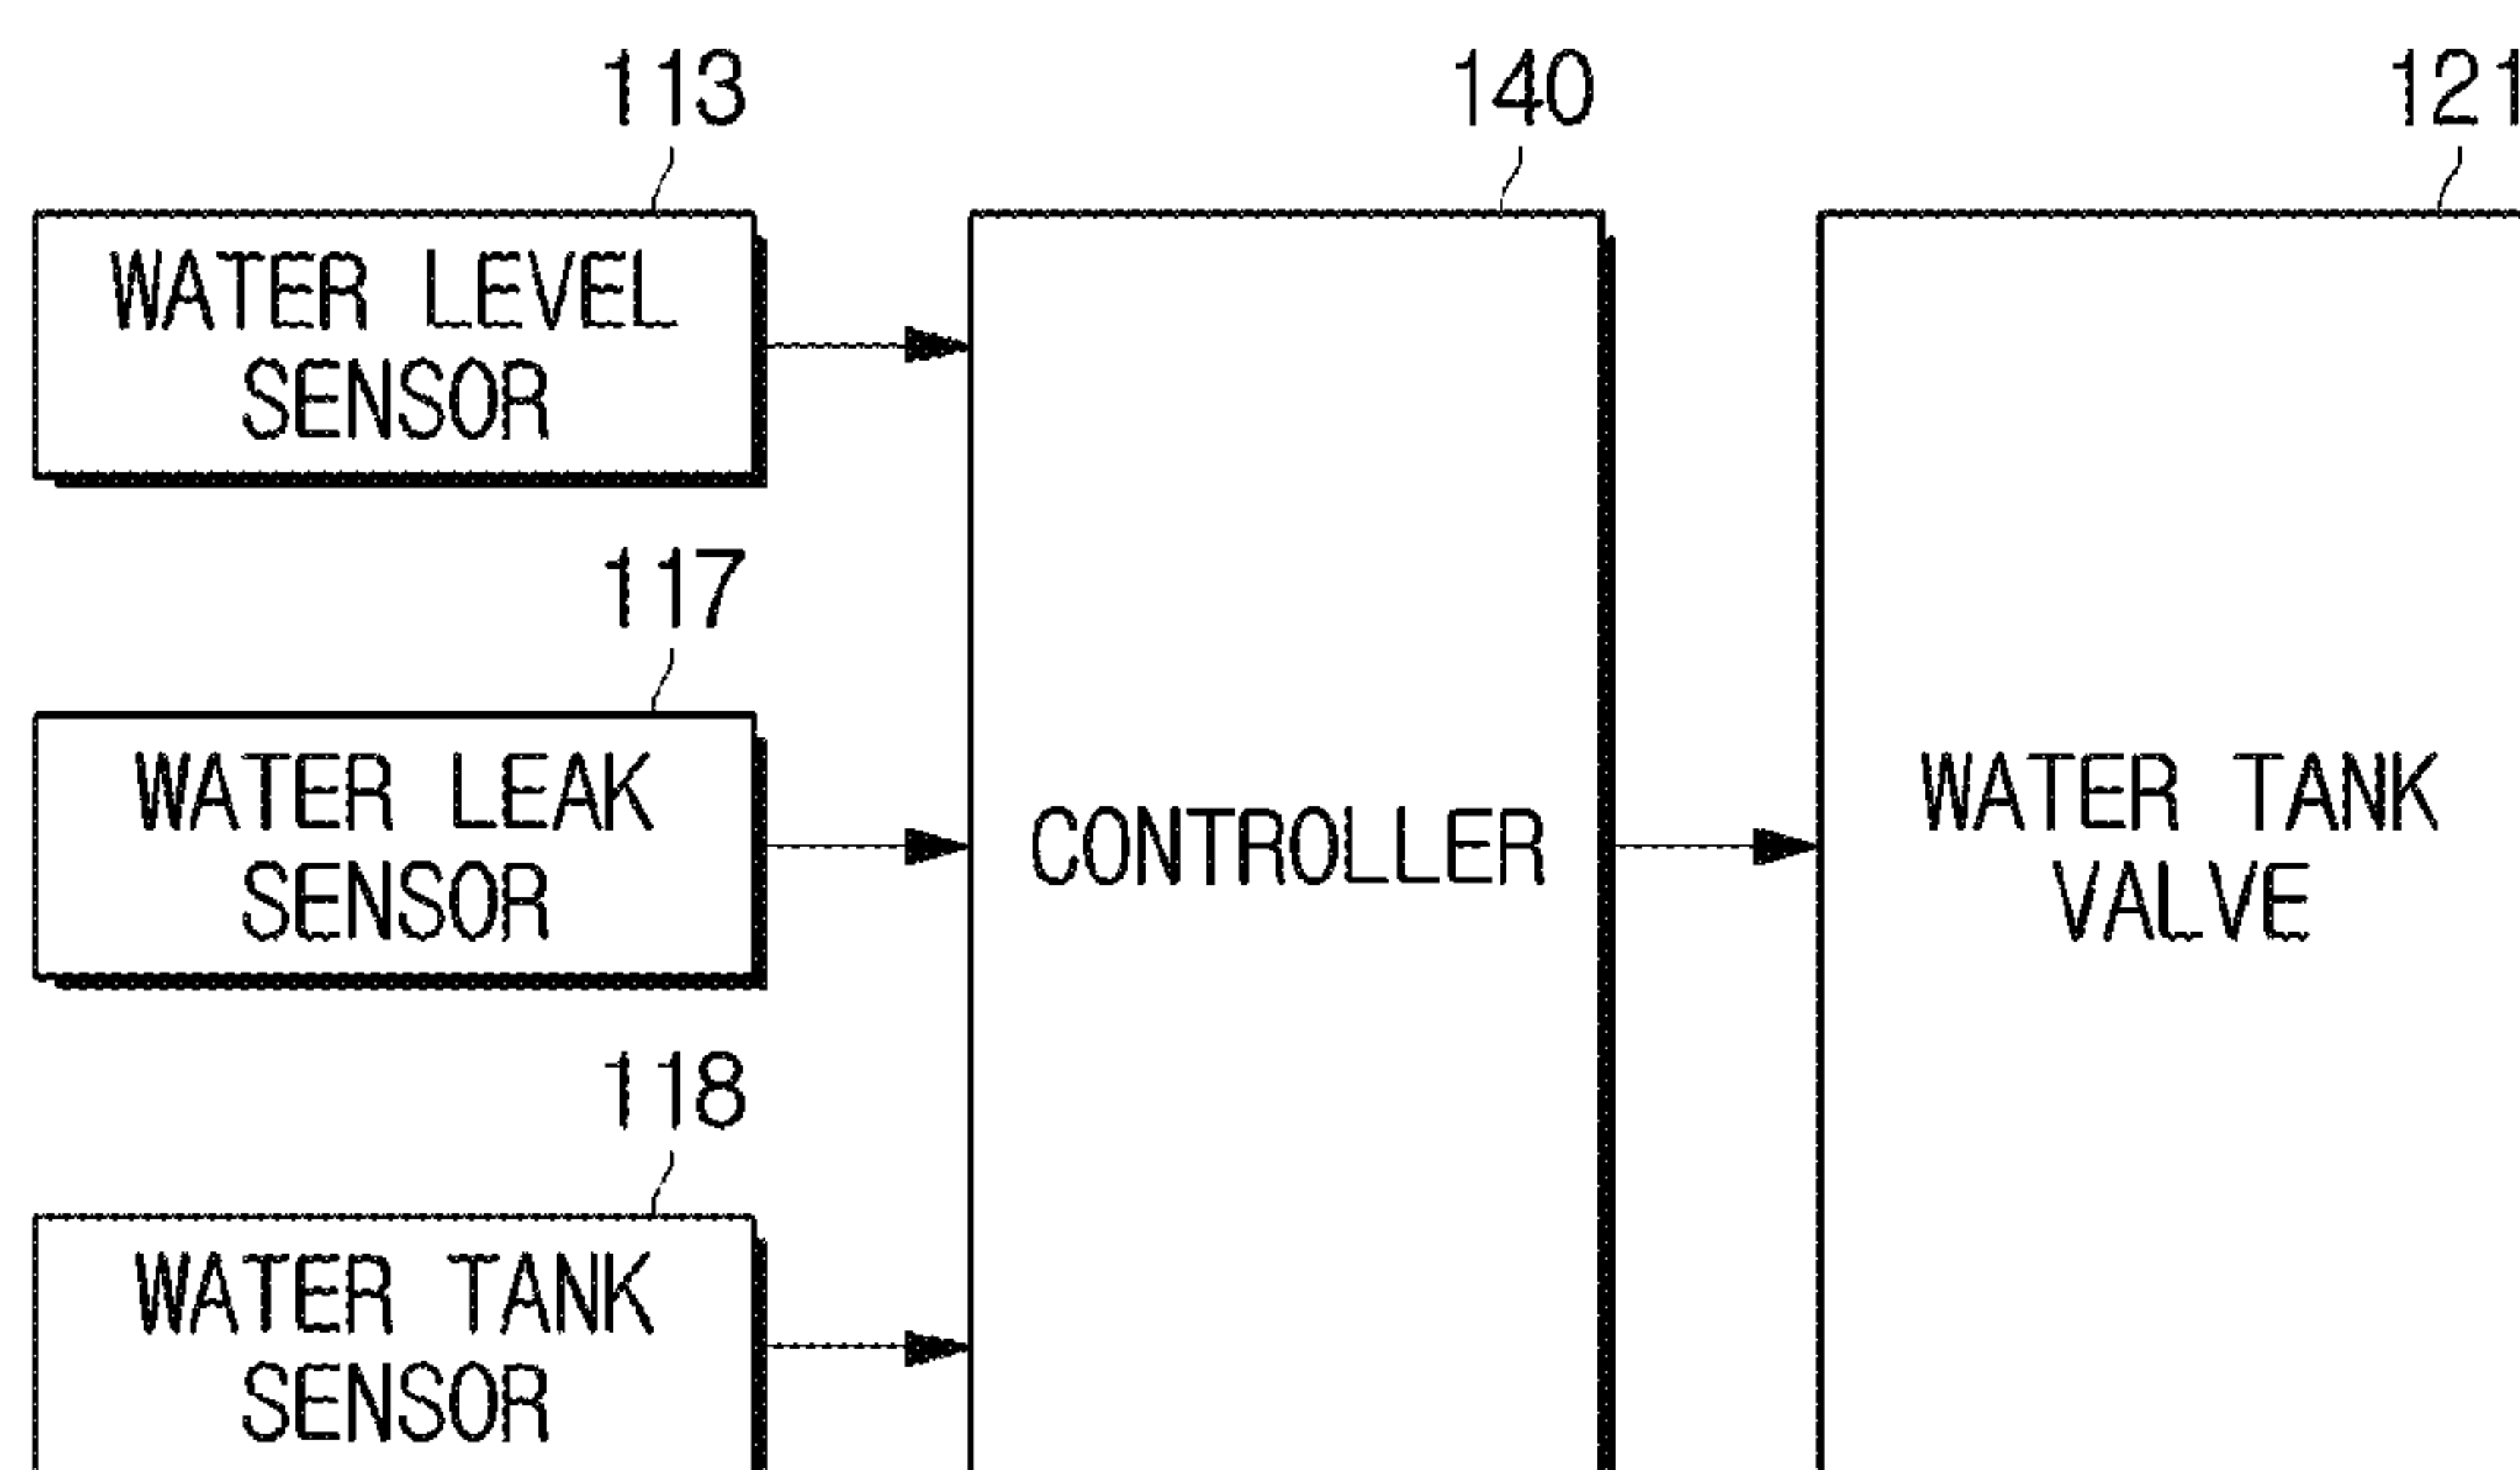 113
140
121
WATER LEVEL
SENSOR
117
WATER LEAK
SENSOR
CONTROLLER
WATER TANK
VALVE
118
WATER TANK
SENSOR